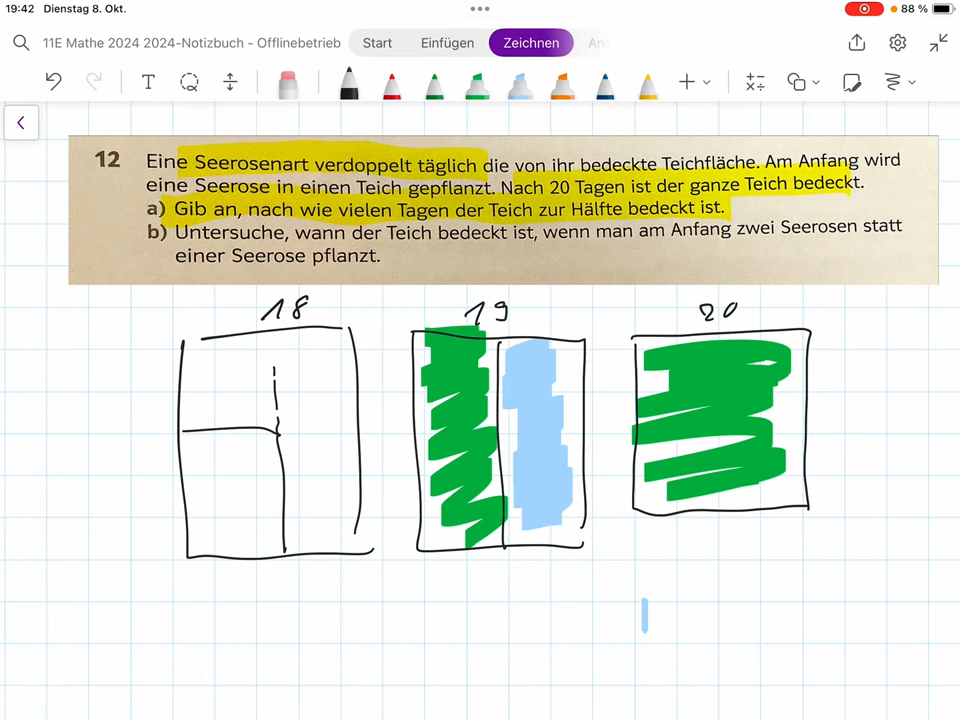 19:42 Dienstag 8. Okt.
88 %
11E Mathe 2024 2024-Notizbuch - Offlinebetrieb
Start Einfügen Zeichnen
12 Eine Seerosenart verdoppelt täglich die von ihr bedeckte Teichfläche. Am Anfang wird
eine Seerose in einen Teich gepflanzt. Nach 20 Tagen ist der ganze Teich bedeckt.
a) Gib an, nach wie vielen Tagen der Teich zur Hälfte bedeckt ist.
b) Untersuche, wann der Teich bedeckt ist, wenn man am Anfang zwei Seerosen statt
einer Seerose pflanzt.
18 19 20